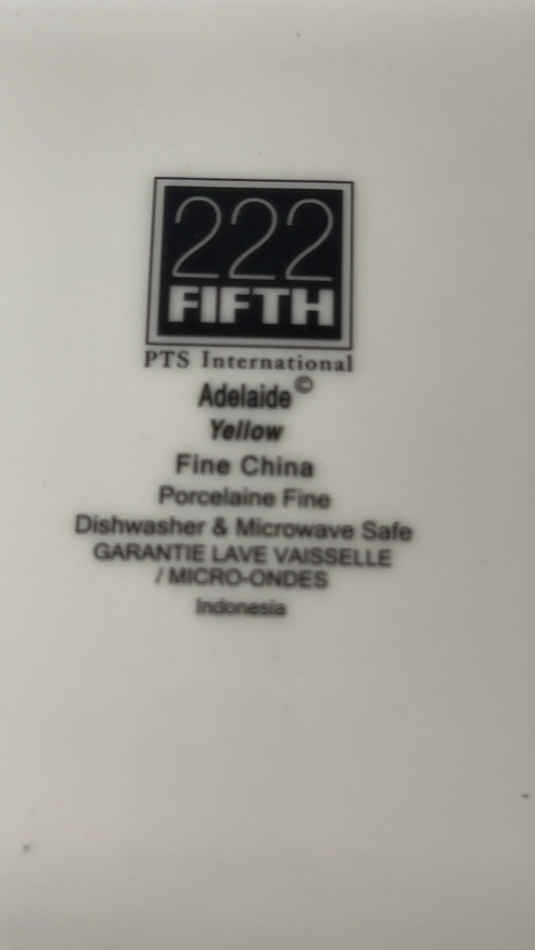 222
FIFTH
PTS International
Adelaide©
Yellow
Fine China
Porcelaine Fine
Dishwasher & Microwave Safe
GARANTIE LAVE VAISSELLE
/ MICRO-ONDES
Indonesia